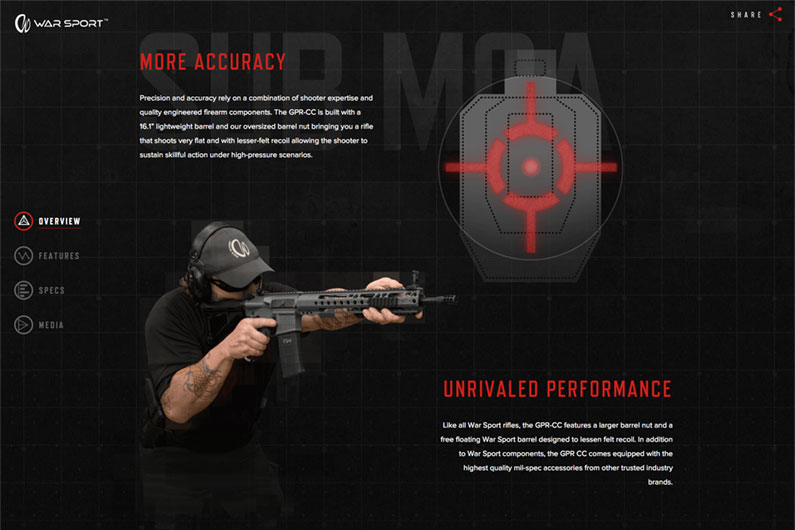 WAR SPORT™
SHARE
SUB MOA
MORE ACCURACY
Precision and accuracy rely on a combination of shooter expertise and
quality engineered firearm components. The GPR-CC is built with a
16.1" lightweight barrel and our oversized barrel nut bringing you a rifle
that shoots very flat and with lesser-felt recoil allowing the shooter to
sustain skillful action under high-pressure scenarios.
OVERVIEW
FEATURES
SPECS
MEDIA
UNRIVALED PERFORMANCE
Like all War Sport rifles, the GPR-CC features a larger barrel nut and a
free floating War Sport barrel designed to lessen felt recoil. In addition
to War Sport components, the GPR CC comes equipped with the
highest quality mil-spec accessories from other trusted industry
brands.